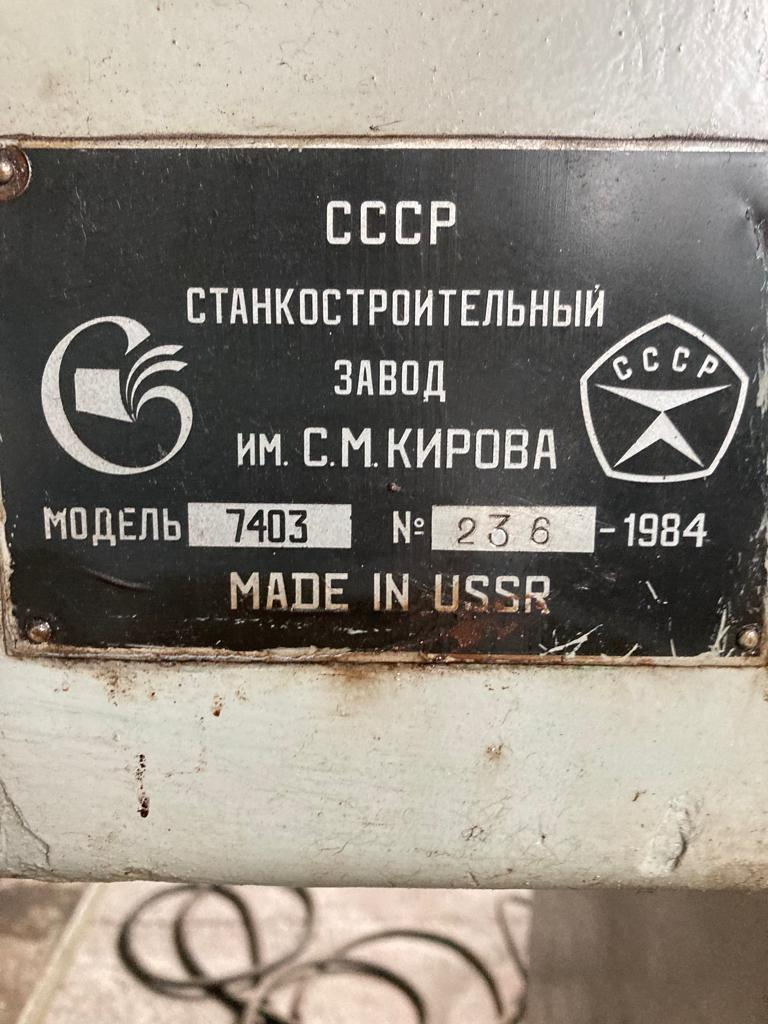 СССР
СТАНКОСТРОИТЕЛЬНЫЙ
ЗАВОД
ИМ. С.М.КИРОВА
СССР
МОДЕЛЬ 7403 № 236 -1984
MADE IN USSR